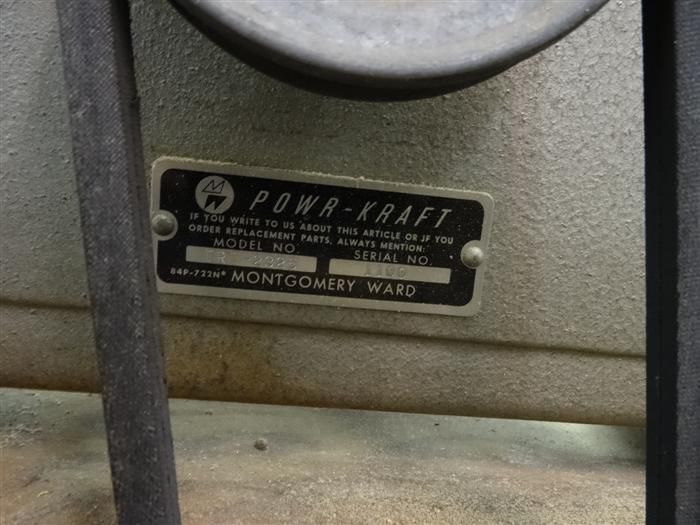 MW POWR-KRAFT
IF YOU WRITE TO US ABOUT THIS ARTICLE OR IF YOU
ORDER REPLACEMENT PARTS, ALWAYS MENTION:
MODEL NO. SERIAL NO.
1100
84P-722N® MONTGOMERY WARD